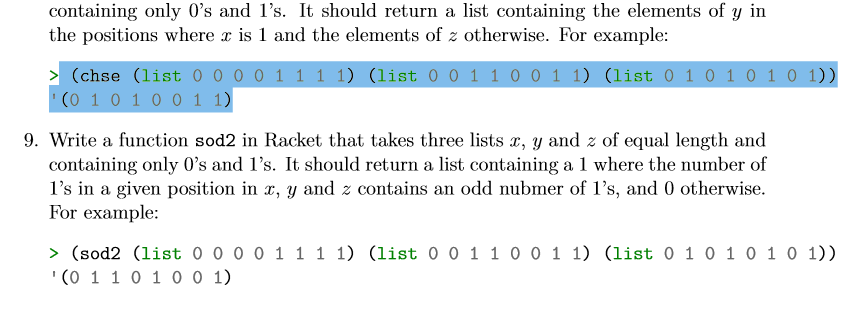 containing only 0's and 1's. It should return a list containing the elements of y in
the positions where x is 1 and the elements of z otherwise. For example:
> (chse (list 0 0 0 0 1 1 1 1) (list 0 0 1 1 0 0 1 1) (list 0 1 0 1 0 1 0 1))
'(0 1 0 1 0 0 1 1)
9. Write a function sod2 in Racket that takes three lists x, y and z of equal length and
containing only 0's and 1's. It should return a list containing a 1 where the number of
1's in a given position in x, y and z contains an odd nubmer of 1's, and 0 otherwise.
For example:
> (sod2 (list 0 0 0 0 1 1 1 1) (list 0 0 1 1 0 0 1 1) (list 0 1 0 1 0 1 0 1))
'(0 1 1 0 1 0 0 1)